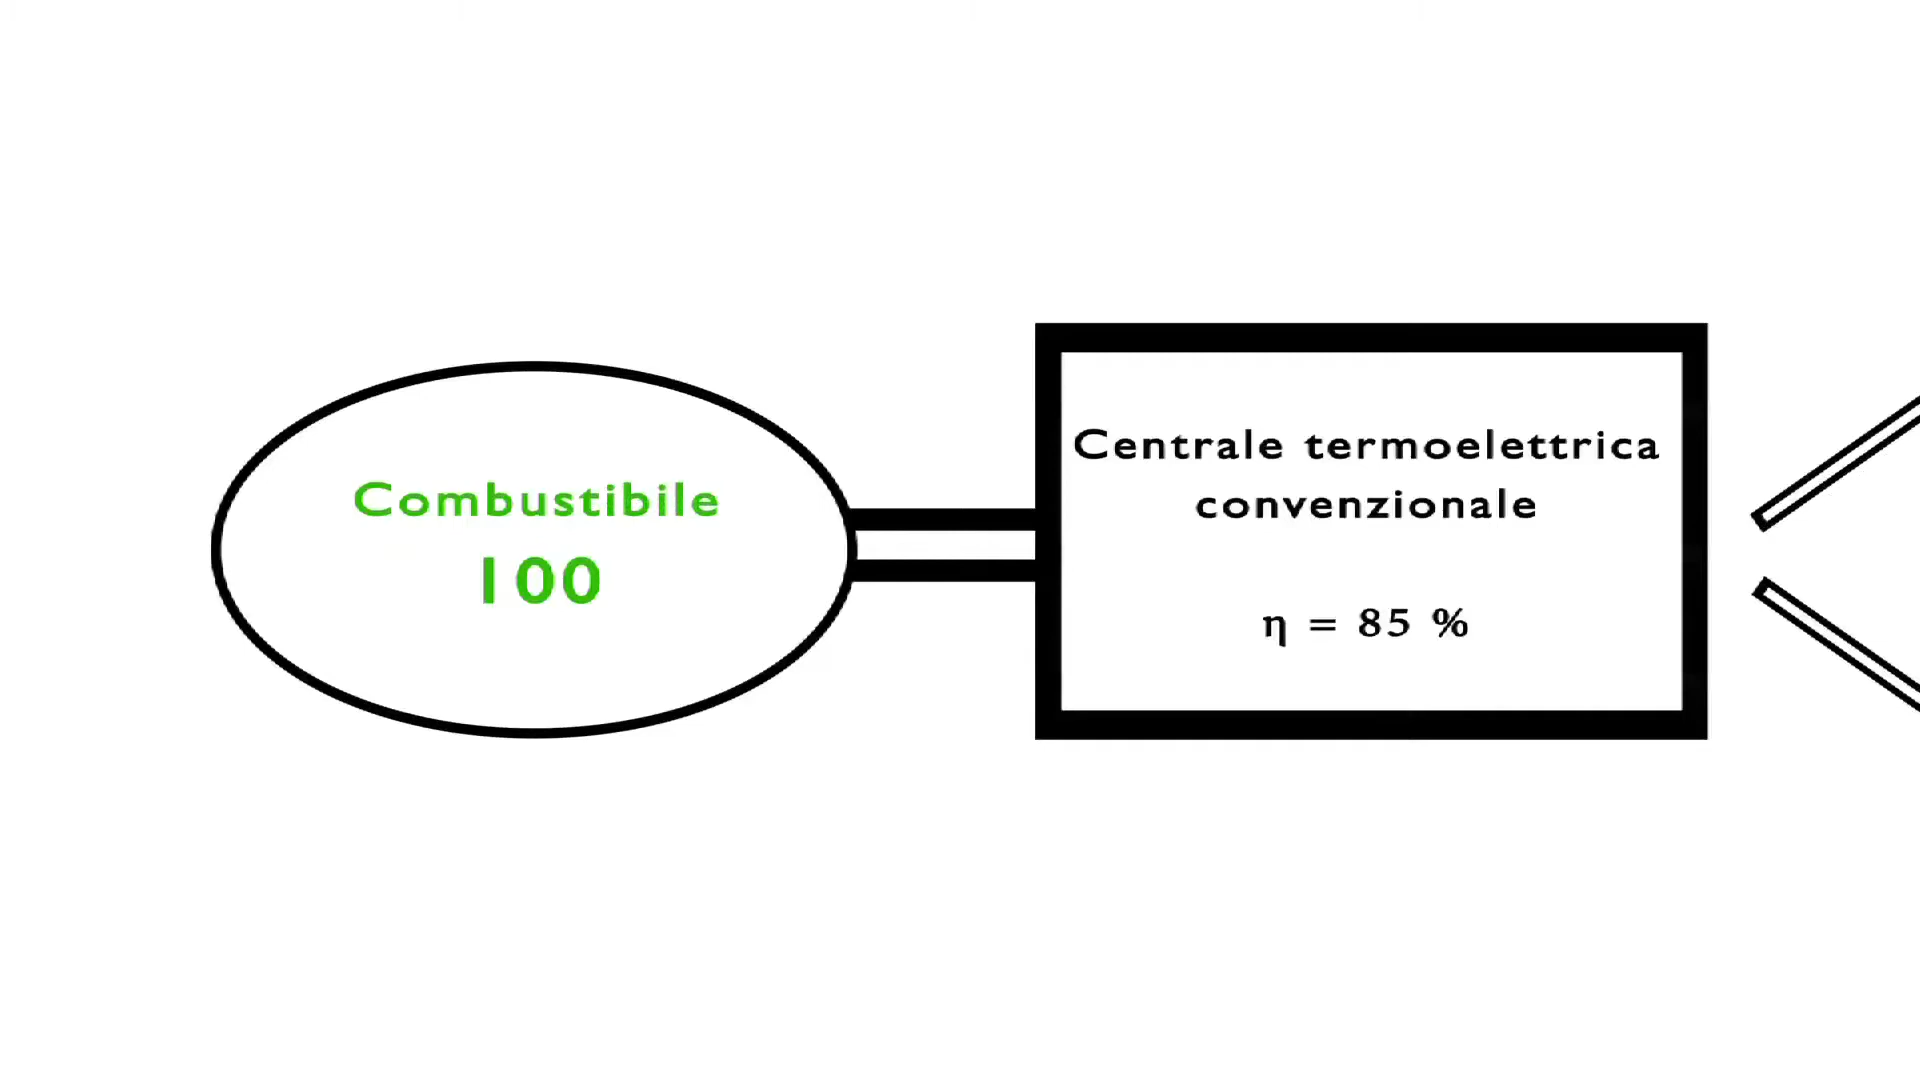 Combustibile
100
Centrale termoelettrica
convenzionale
η = 85 %